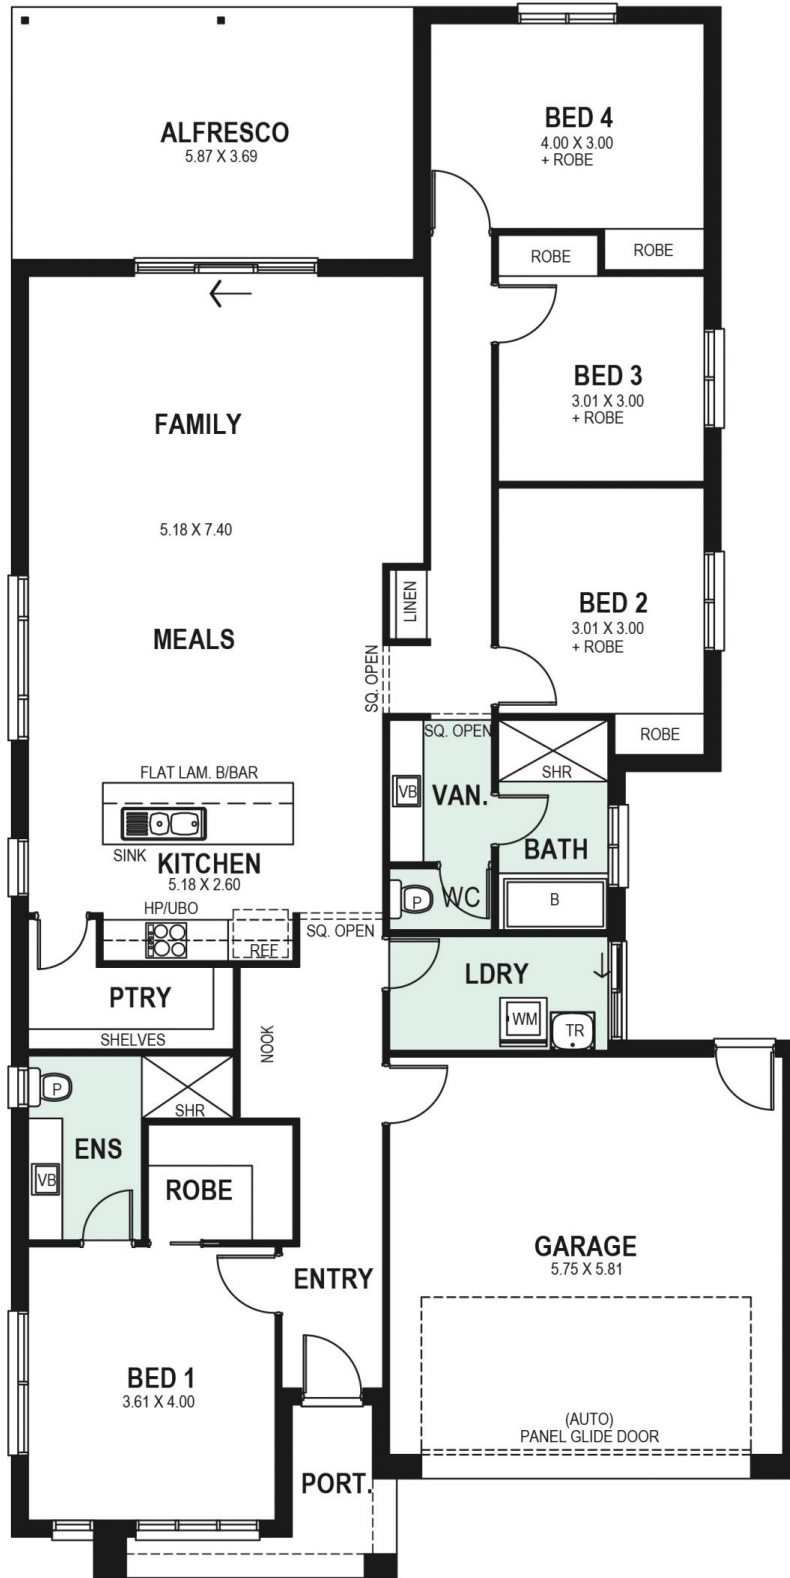 BED 4
4.00 X 3.00
+ ROBE
ALFRESCO
5.87 X 3.69
ROBE
ROBE
BED 3
3.01 X 3.00
+ ROBE
FAMILY
5.18 X 7.40
LINEN
BED 2
3.01 X 3.00
+ ROBE
MEALS
SQ. OPEN
SQ. OPEN
ROBE
FLAT LAM. B/BAR
SHR
VB
VAN.
BATH
SINK
KITCHEN
5.18 X 2.60
P
WC
B
HP/UBO
REF
SQ. OPEN
LDRY
PTRY
WM
TR
SHELVES
NOOK
P
SHR
ENS
VB
ROBE
GARAGE
5.75 X 5.81
ENTRY
BED 1
3.61 X 4.00
(AUTO)
PANEL GLIDE DOOR
PORT.